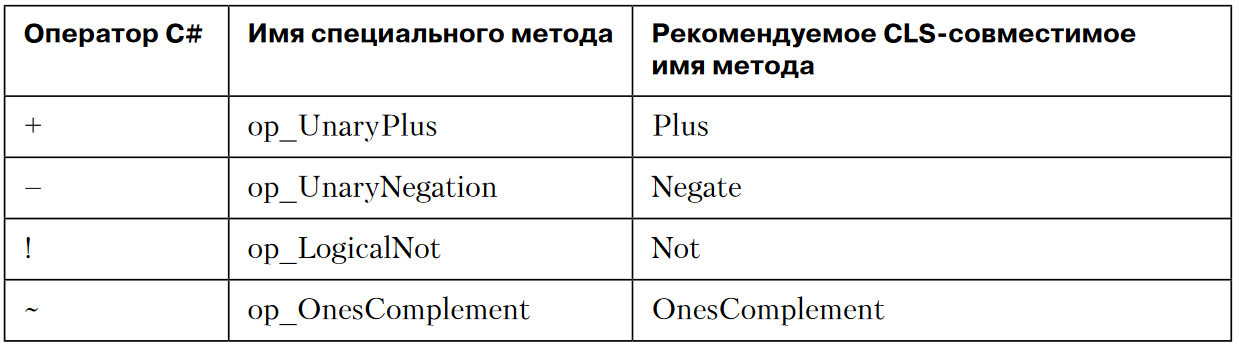 Оператор C# Имя специального метода Рекомендуемое CLS-совместимое
имя метода
+ op_UnaryPlus Plus
– op_UnaryNegation Negate
! op_LogicalNot Not
~ op_OnesComplement OnesComplement